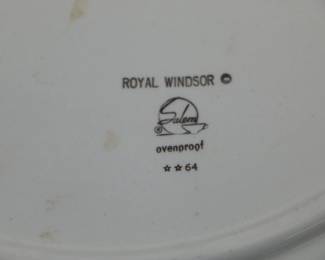 ROYAL WINDSOR ©
Salem ®
ovenproof
☆☆64